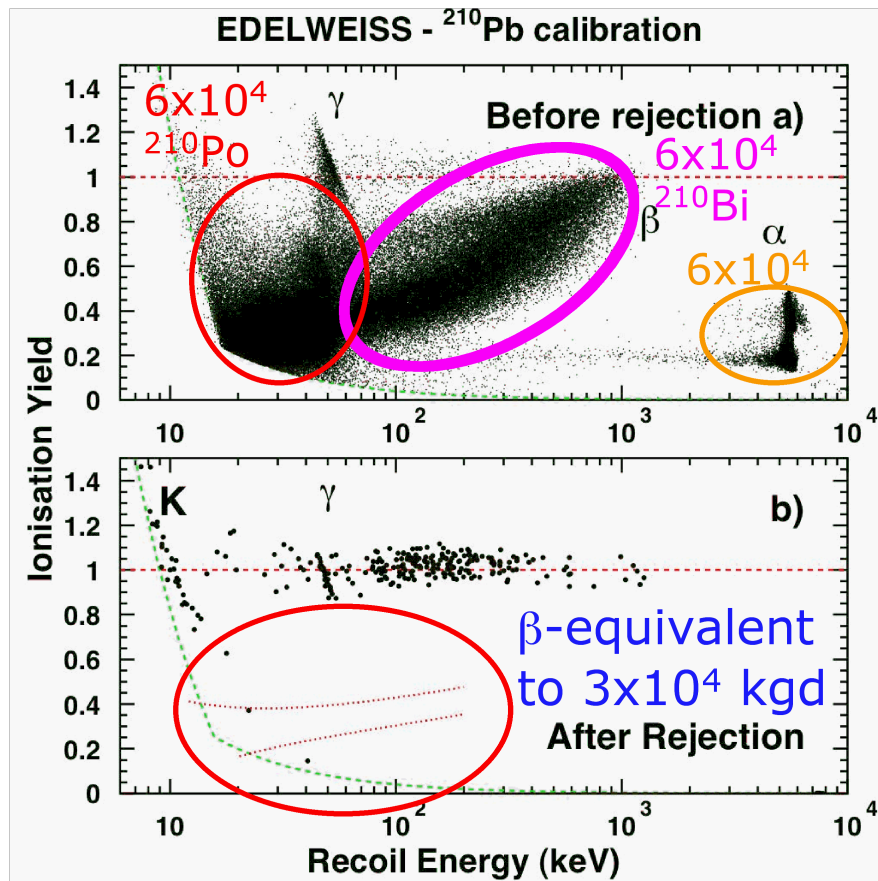 EDELWEISS - ²¹⁰Pb calibration
Ionisation Yield
1.4
1.2
1
0.8
0.6
0.4
0.2
0
6x10⁴
²¹⁰Po
γ
Before rejection a)
6x10⁴
²¹⁰Bi
β
α
6x10⁴
10
10²
10³
10⁴
1.4
1.2
1
0.8
0.6
0.4
0.2
0
K
γ
b)
β-equivalent
to 3x10⁴ kgd
After Rejection
10
10²
10³
10⁴
Recoil Energy (keV)